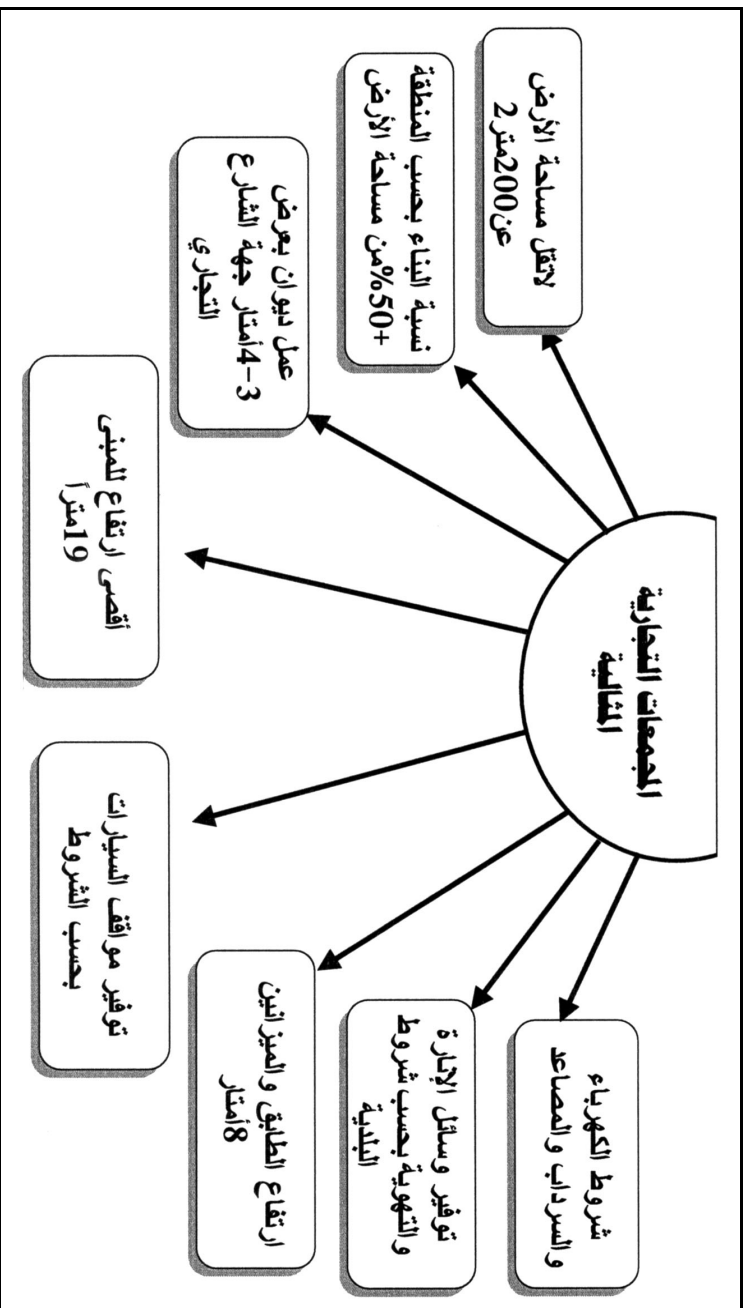 المجمعات التجارية
المثالية
لاتقل مساحة الأرض
عن200متر2
نسبة البناء بحسب المنطقة
+50%من مساحة الأرض
عمل ديوان بعرض
3–4أمتار جهة الشارع
التجاري
أقصى ارتفاع للمبنى
19متراً
توفير مواقف السيارات
بحسب الشروط
ارتفاع الطابق والميزانين
8أمتار
توفير وسائل الإنارة
والتهوية بحسب شروط
البلدية
شروط الكهرباء
والسرداب والمصاعد